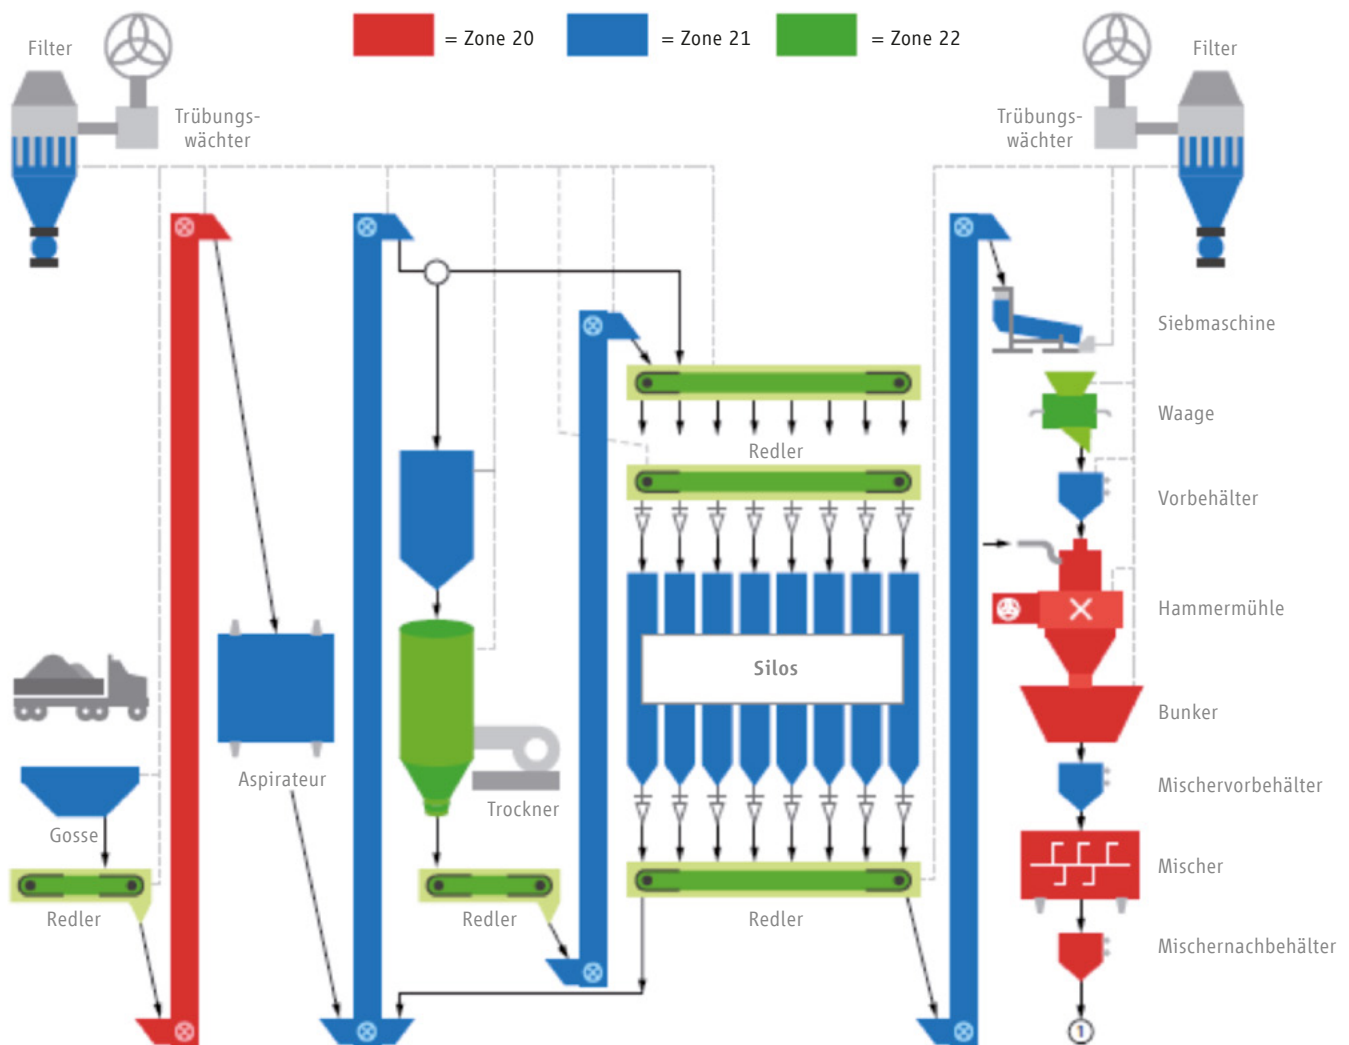 = Zone 20
= Zone 21
= Zone 22
Filter
Trübungs-
wächter
Trübungs-
wächter
Filter
Siebmaschine
Waage
Redler
Vorbehälter
Hammermühle
Silos
Bunker
Aspirateur
Trockner
Mischervorbehälter
Gosse
Mischer
Redler
Redler
Redler
Mischernachbehälter
1